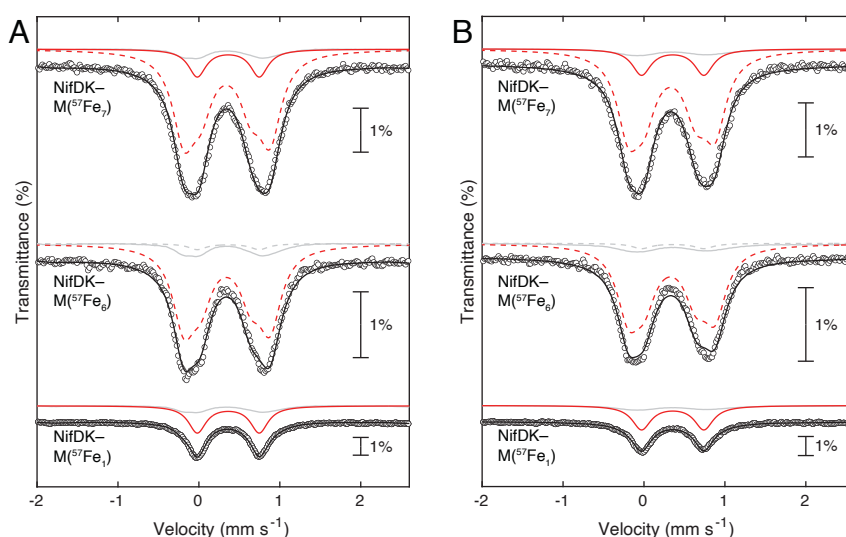 A
NifDK–
M(⁵⁷Fe₇)
1%
NifDK–
M(⁵⁷Fe₆)
1%
NifDK–
M(⁵⁷Fe₁)
1%
Transmittance (%)
-2 -1 0 1 2
Velocity (mm s⁻¹)
B
NifDK–
M(⁵⁷Fe₇)
1%
NifDK–
M(⁵⁷Fe₆)
1%
NifDK–
M(⁵⁷Fe₁)
1%
Transmittance (%)
-2 -1 0 1 2
Velocity (mm s⁻¹)